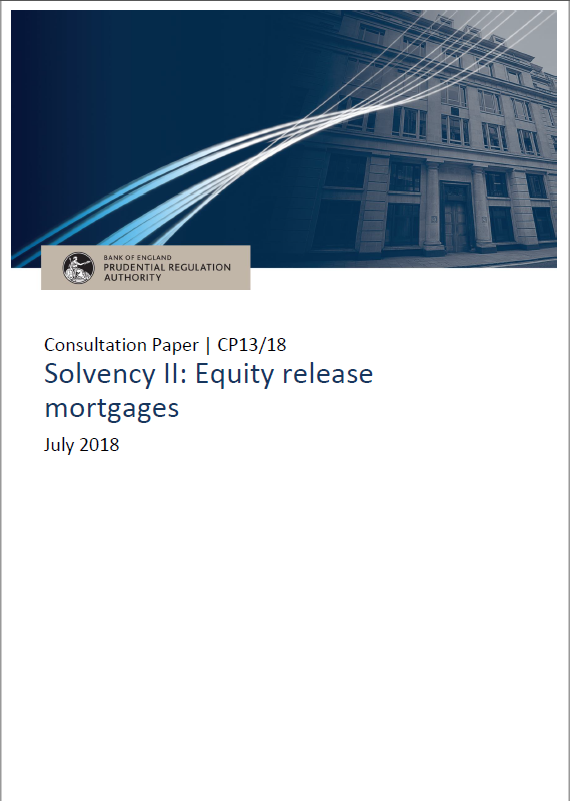 BANK OF ENGLAND
PRUDENTIAL REGULATION
AUTHORITY
Consultation Paper | CP13/18
Solvency II: Equity release
mortgages
July 2018